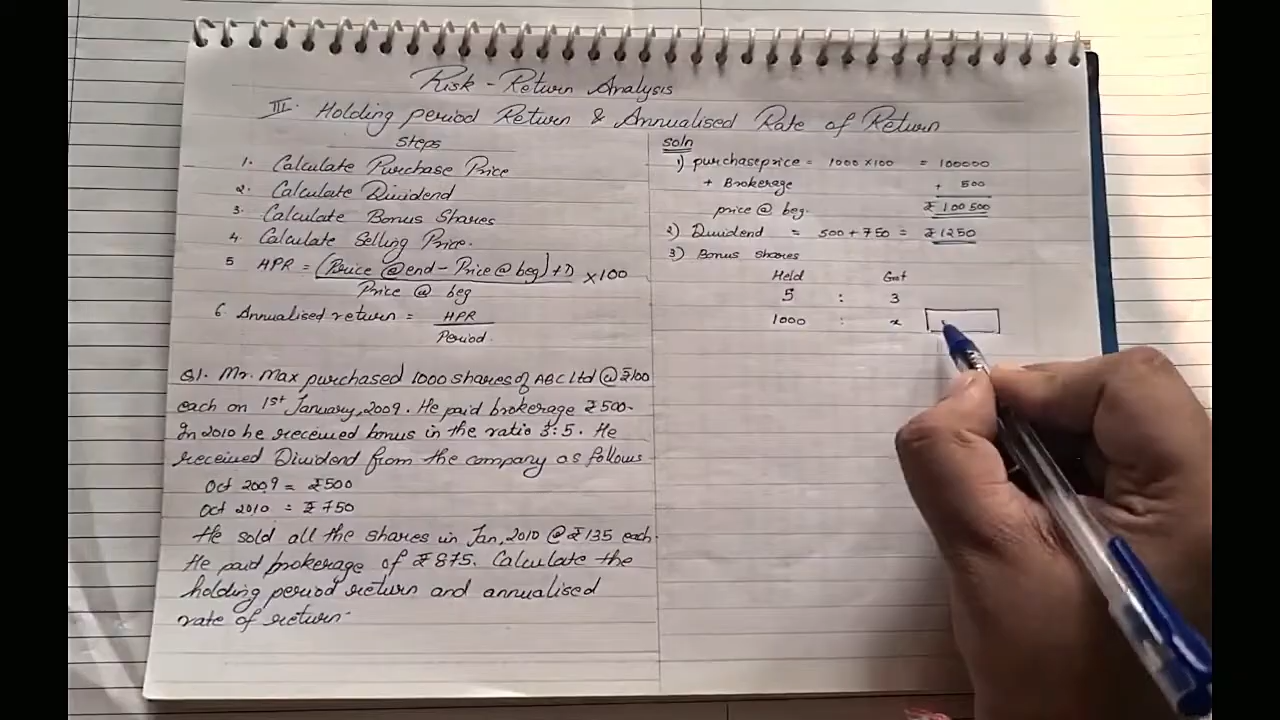 Risk-Return Analysis
III. Holding period Return & Annualised Rate of Return
Steps
1. Calculate Purchase Price
2. Calculate Dividend
3. Calculate Bonus Shares
4. Calculate Selling Price.
5 HPR = (Price @ end - Price @ beg) + D × 100
Price @ beg
6. Annualised return = HPR
Period.
Q1. Mr. Max purchased 1000 shares of ABC Ltd @ ₹100
each on 1st January, 2009. He paid brokerage ₹500-
In 2010 he received bonus in the ratio 3:5. He
received Dividend from the company as follows
Oct 2009 = ₹500
Oct 2010 = ₹750
He sold all the shares in Jan, 2010 @ ₹135 each.
He paid brokerage of ₹875. Calculate the
holding period return and annualised
rate of return.
Soln
1) purchase price = 1000 × 100 = 100000
+ Brokerage + 500
price @ beg. ₹ 100500
2) Dividend = 500 + 750 = ₹1250
3) Bonus shares
Held Got
5 : 3
1000 : x